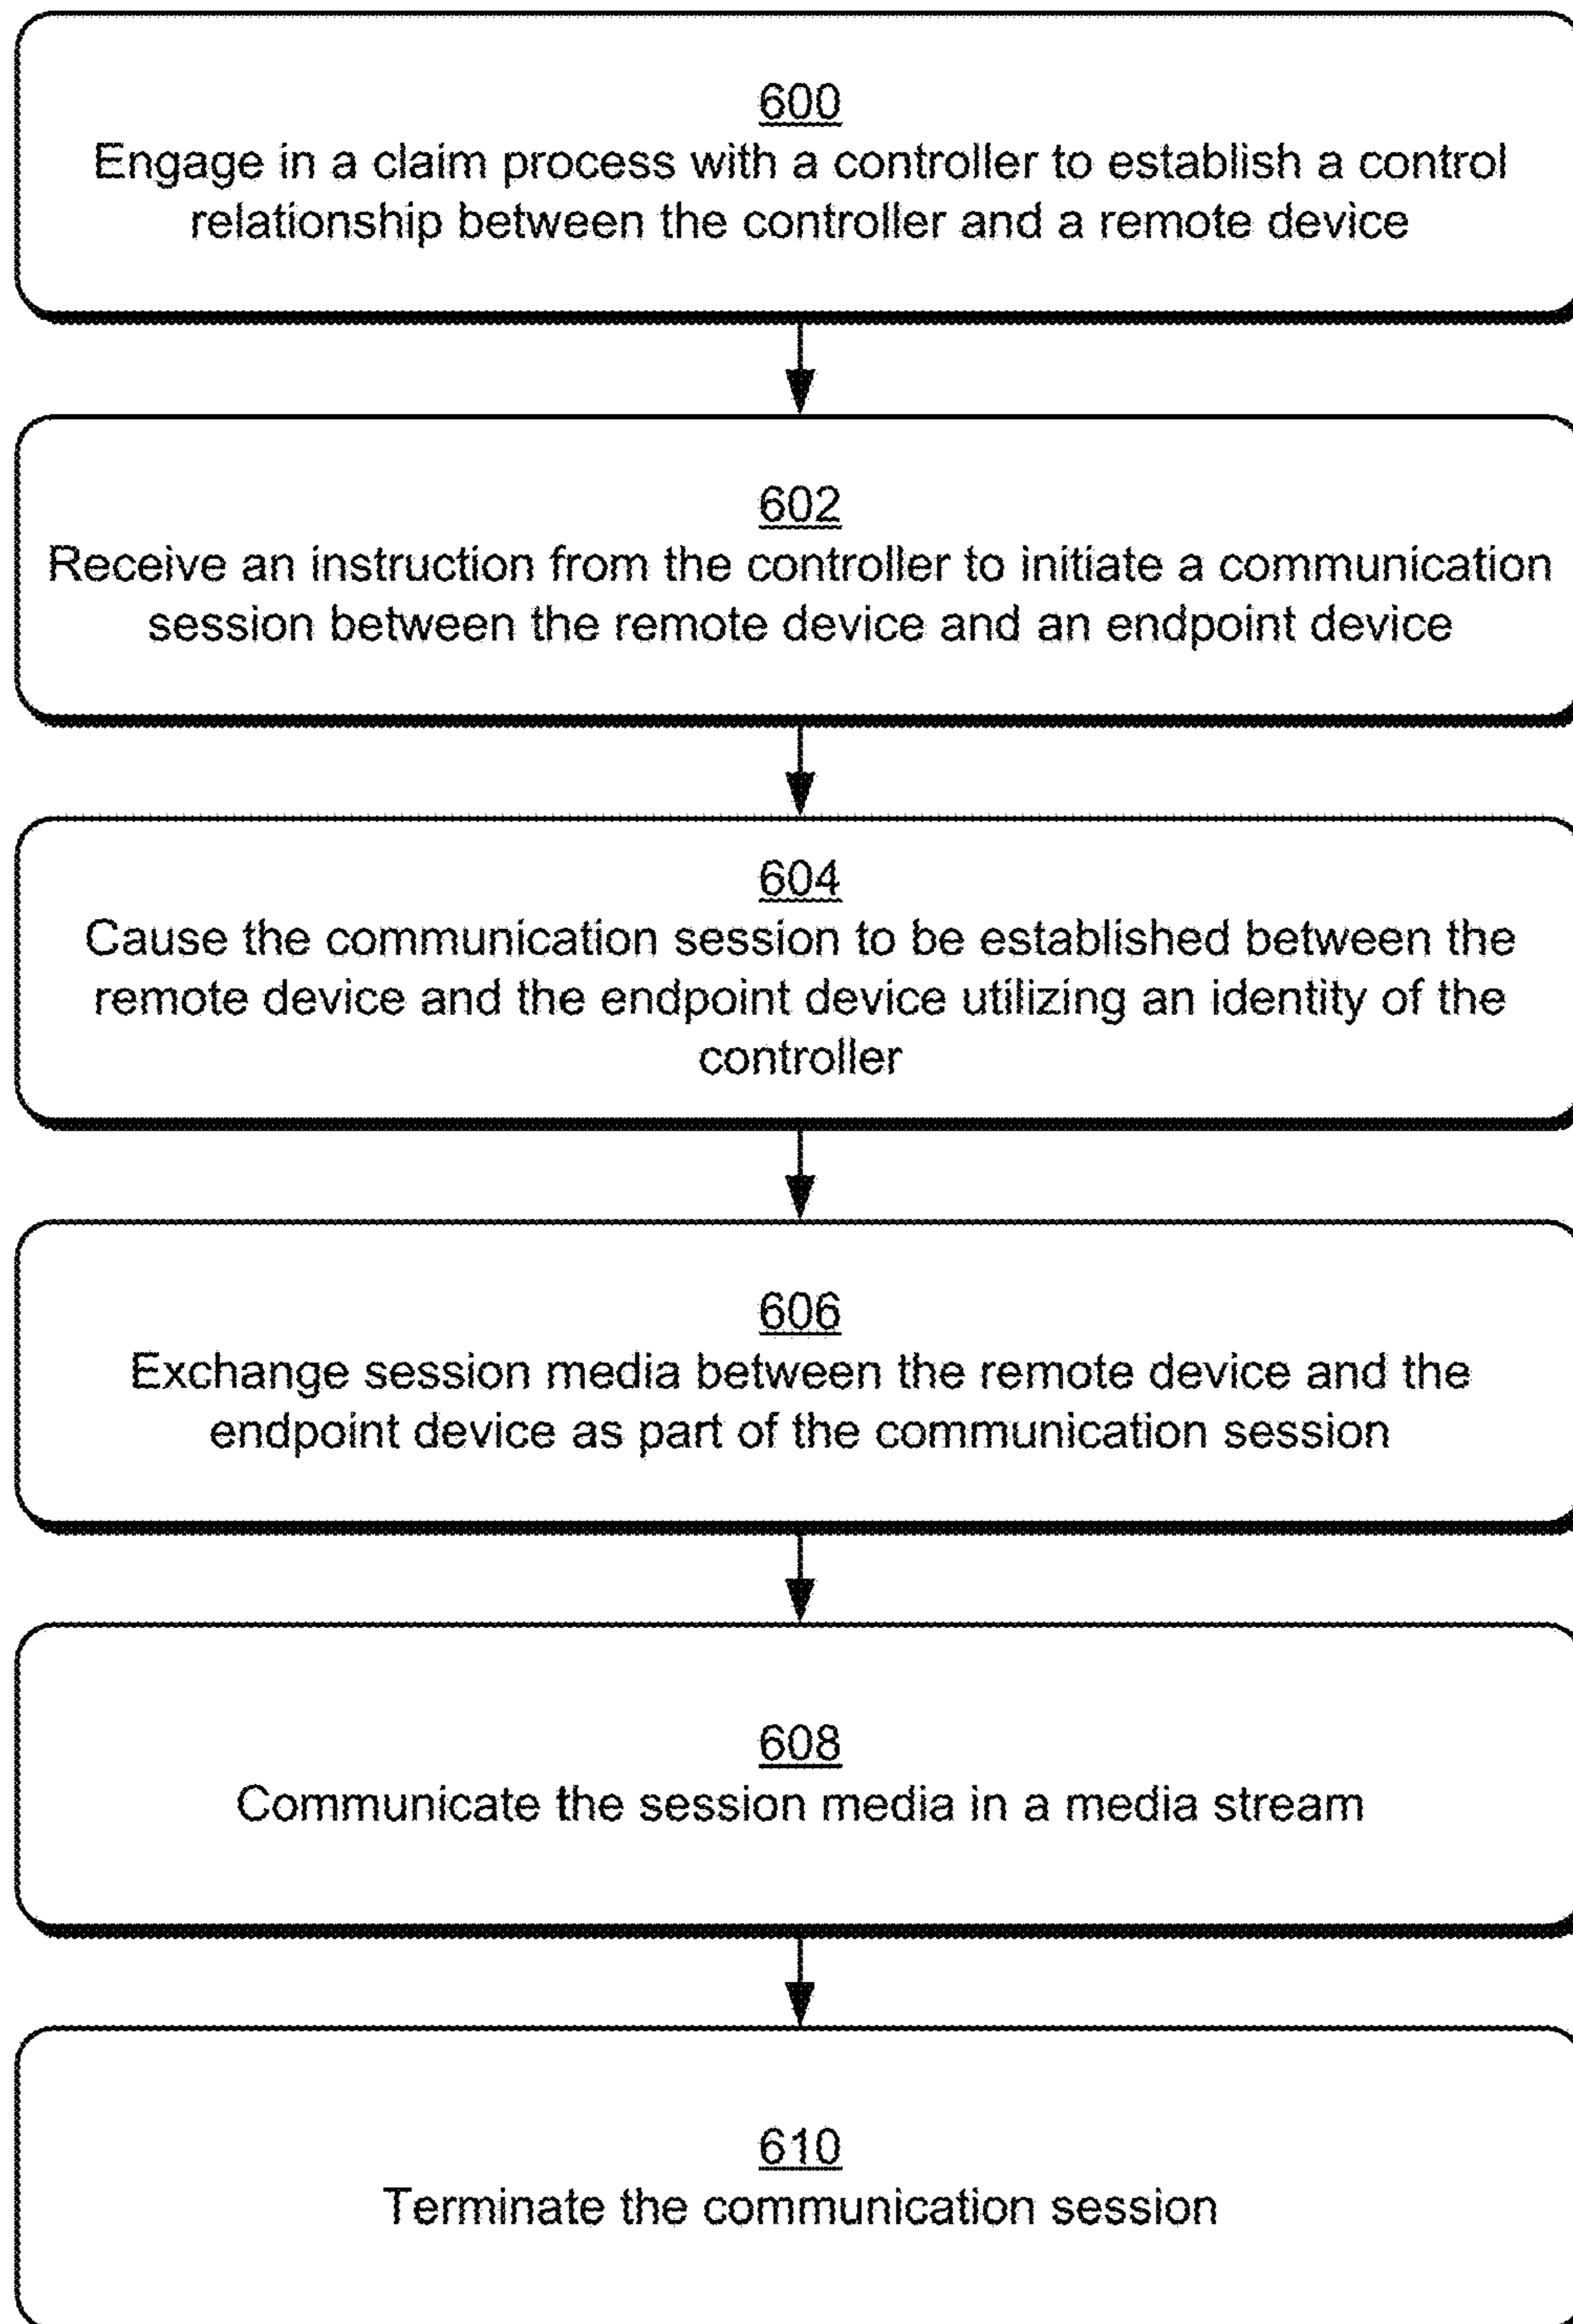 600
Engage in a claim process with a controller to establish a control
relationship between the controller and a remote device
602
Receive an instruction from the controller to initiate a communication
session between the remote device and an endpoint device
604
Cause the communication session to be established between the
remote device and the endpoint device utilizing an identity of the
controller
606
Exchange session media between the remote device and the
endpoint device as part of the communication session
608
Communicate the session media in a media stream
610
Terminate the communication session